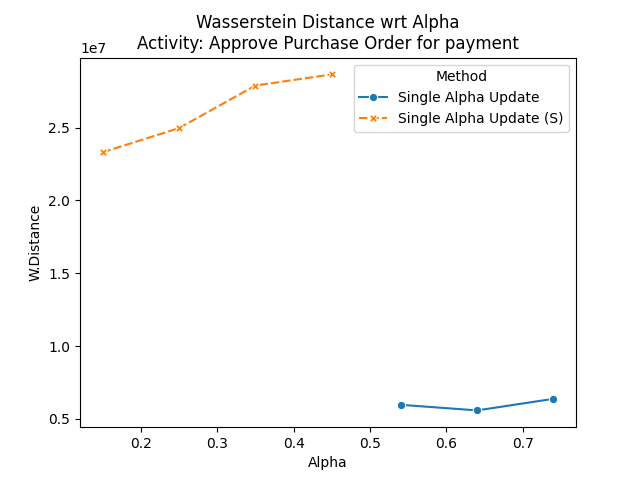 Wasserstein Distance wrt Alpha
Activity: Approve Purchase Order for payment
1e7
Method
Single Alpha Update
Single Alpha Update (S)
2.5
2.0
1.5
1.0
0.5
W.Distance
0.2 0.3 0.4 0.5 0.6 0.7
Alpha